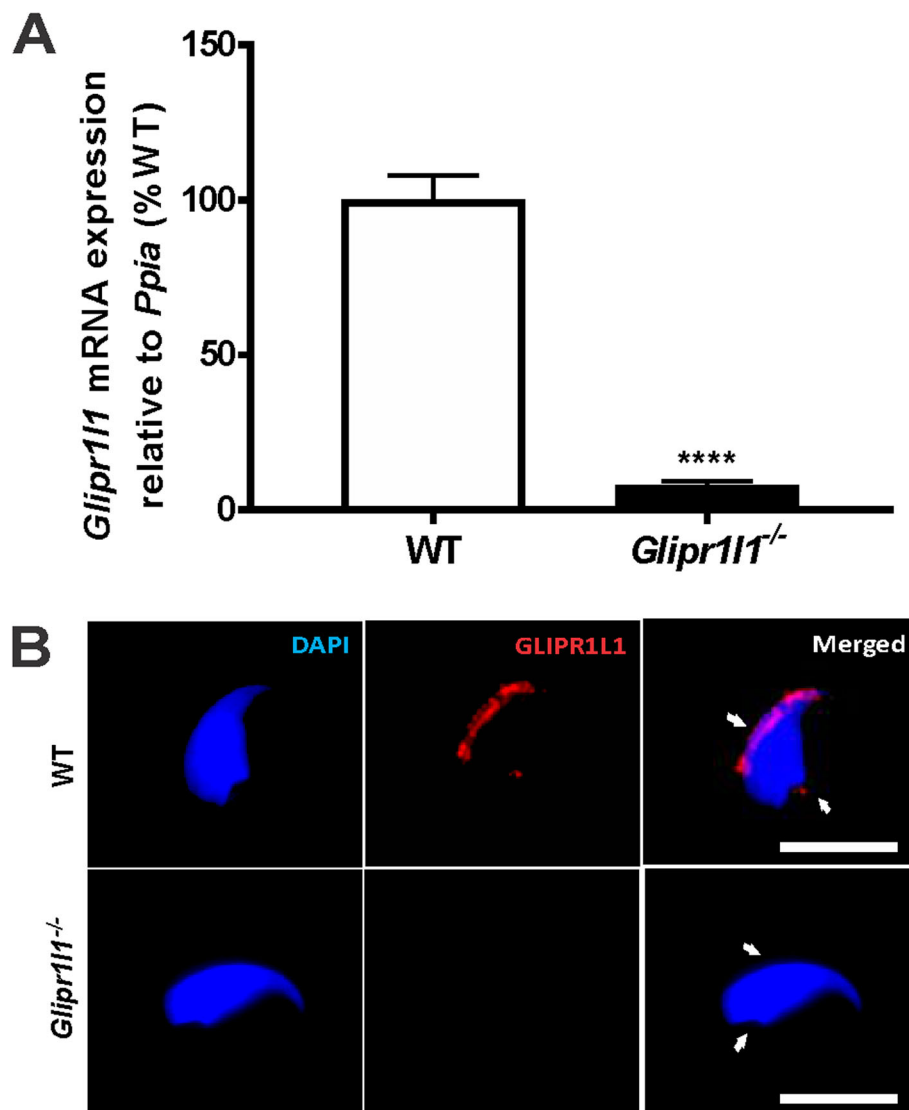 A
Glipr1l1 mRNA expression
relative to Ppia (%WT)
150
100
50
0
****
WT
Glipr1l1-/-
B
DAPI
GLIPR1L1
Merged
WT
Glipr1l1-/-